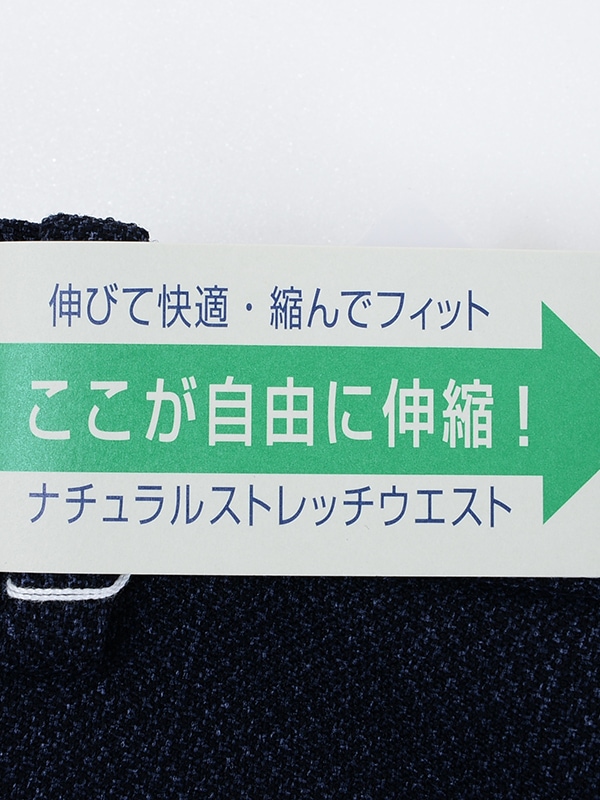 伸びて快適・縮んでフィット
ここが自由に伸縮！
ナチュラルストレッチウエスト